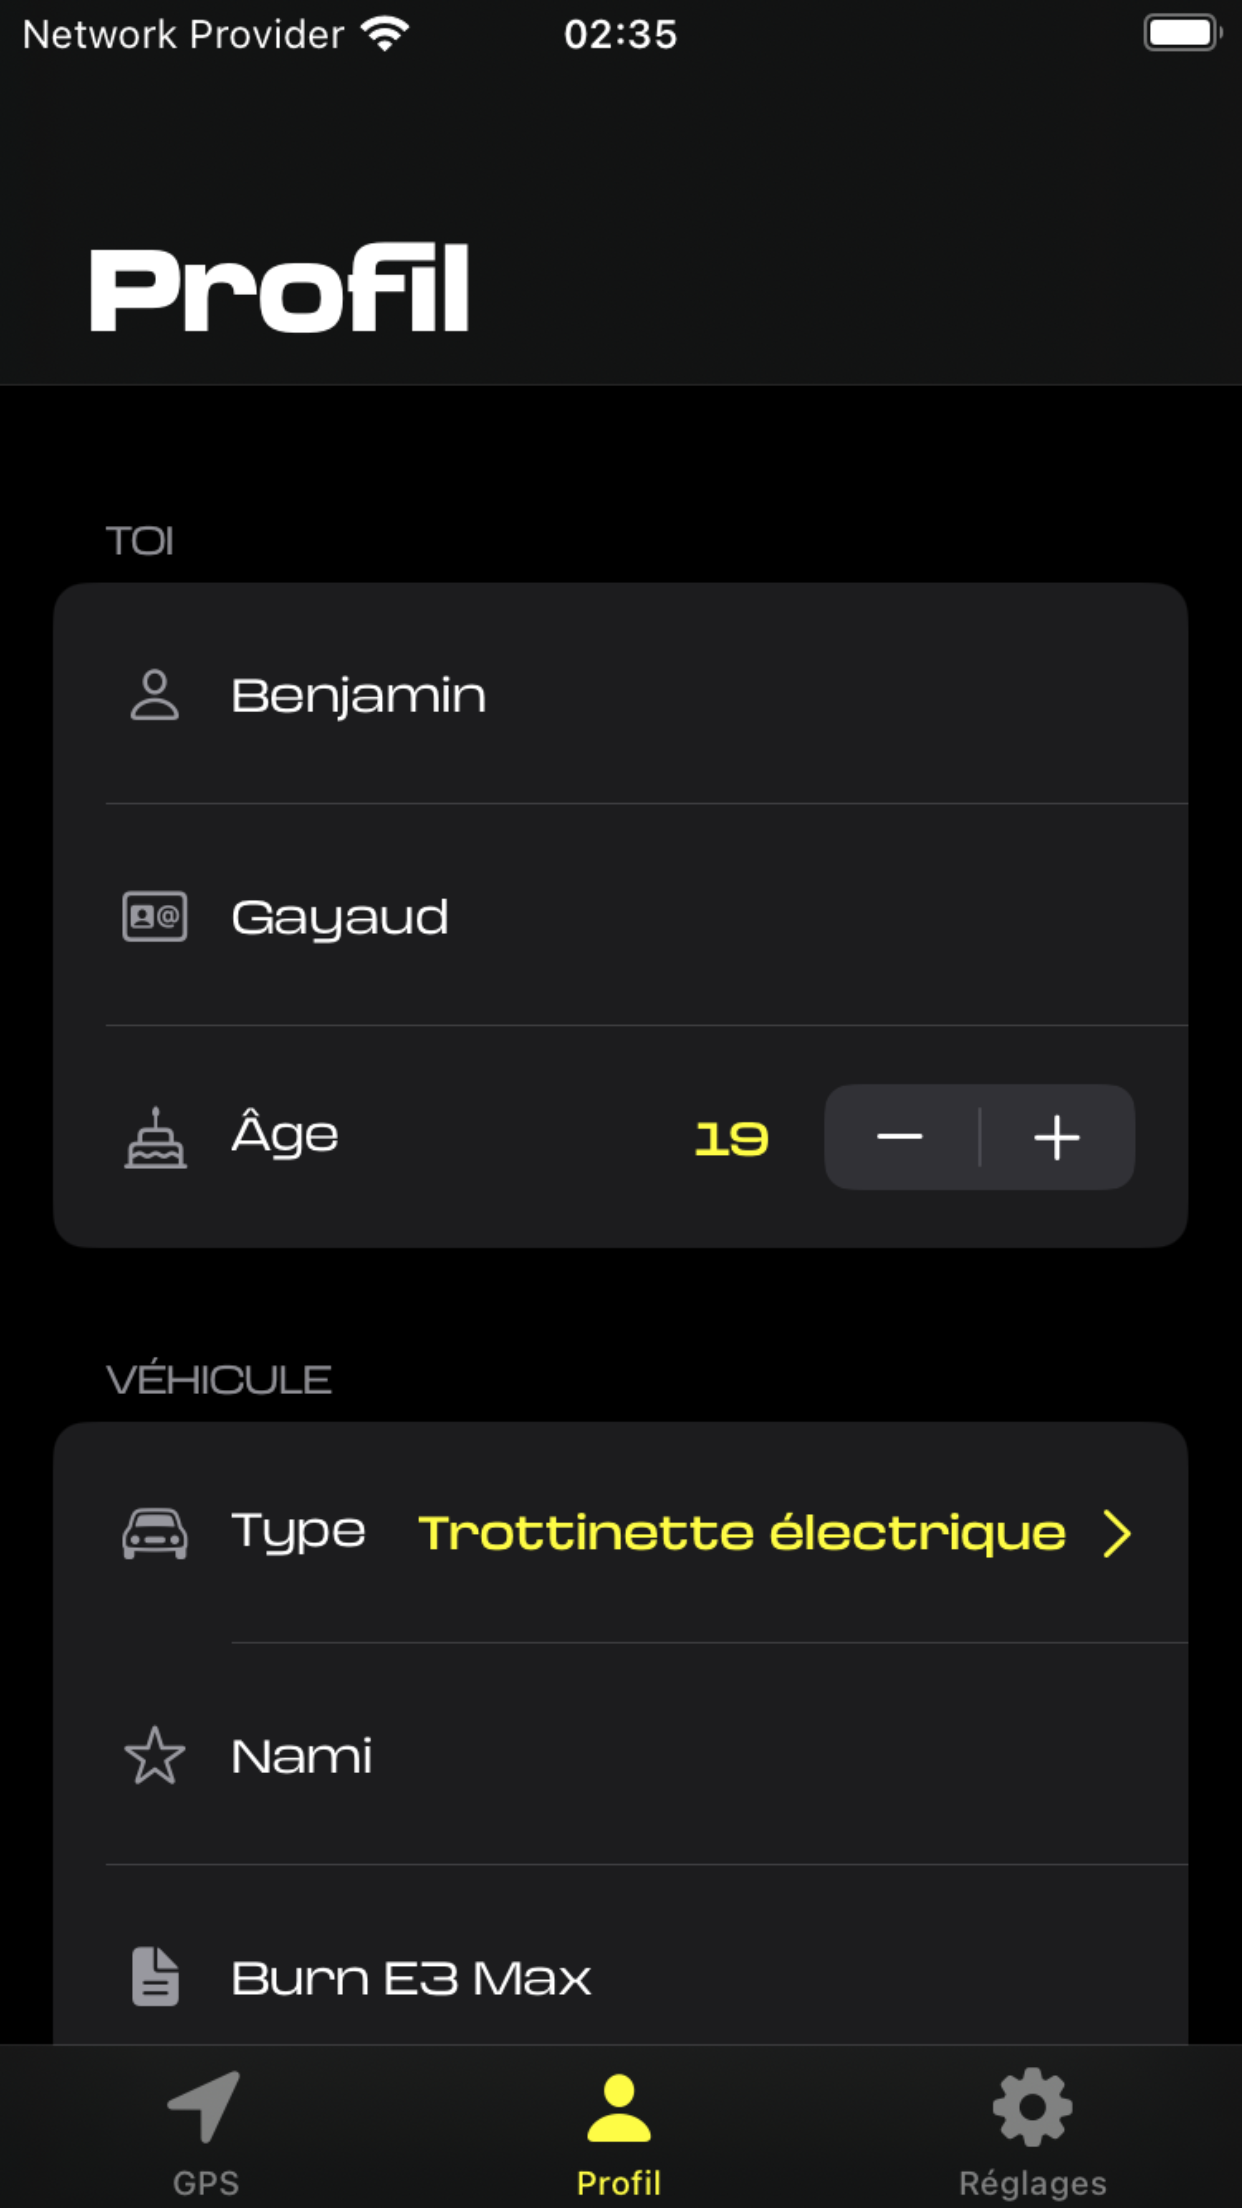 Network Provider 02:35
Profil
TOI
Benjamin
Gayaud
Âge 19
VÉHICULE
Type Trottinette électrique
Nami
Burn E3 Max
GPS Profil Réglages